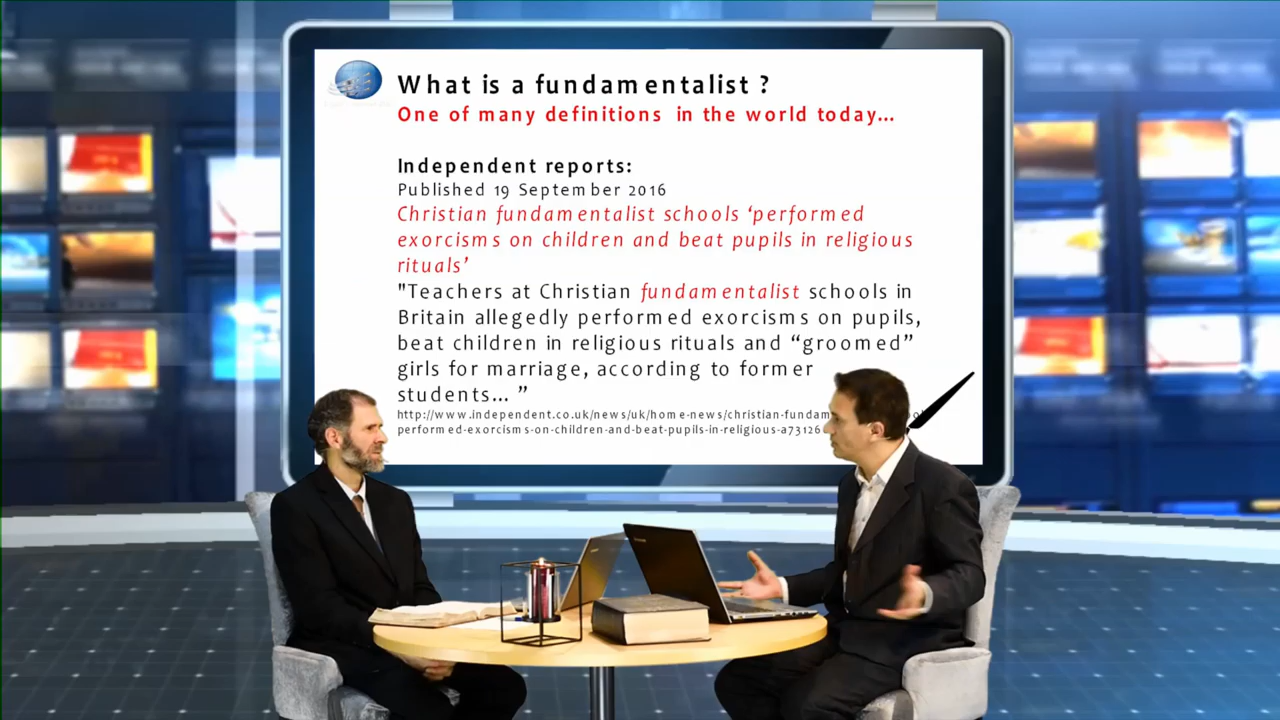 What is a fundamentalist ?
One of many definitions in the world today...
Independent reports:
Published 19 September 2016
Christian fundamentalist schools ‘performed
exorcisms on children and beat pupils in religious
rituals’
"Teachers at Christian fundamentalist schools in
Britain allegedly performed exorcisms on pupils,
beat children in religious rituals and “groomed”
girls for marriage, according to former
students... ”
http://www.independent.co.uk/news/uk/home-news/christian-fundam
performed-exorcisms-on-children-and-beat-pupils-in-religious-a73126